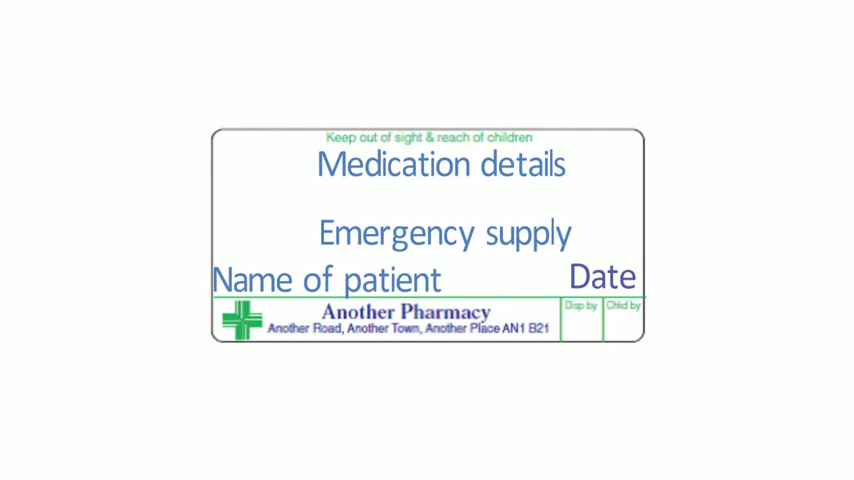 Keep out of sight & reach of children
Medication details
Emergency supply
Name of patient Date
Another Pharmacy
Another Road, Another Town, Another Place AN1 B21
Disp by Chkd by